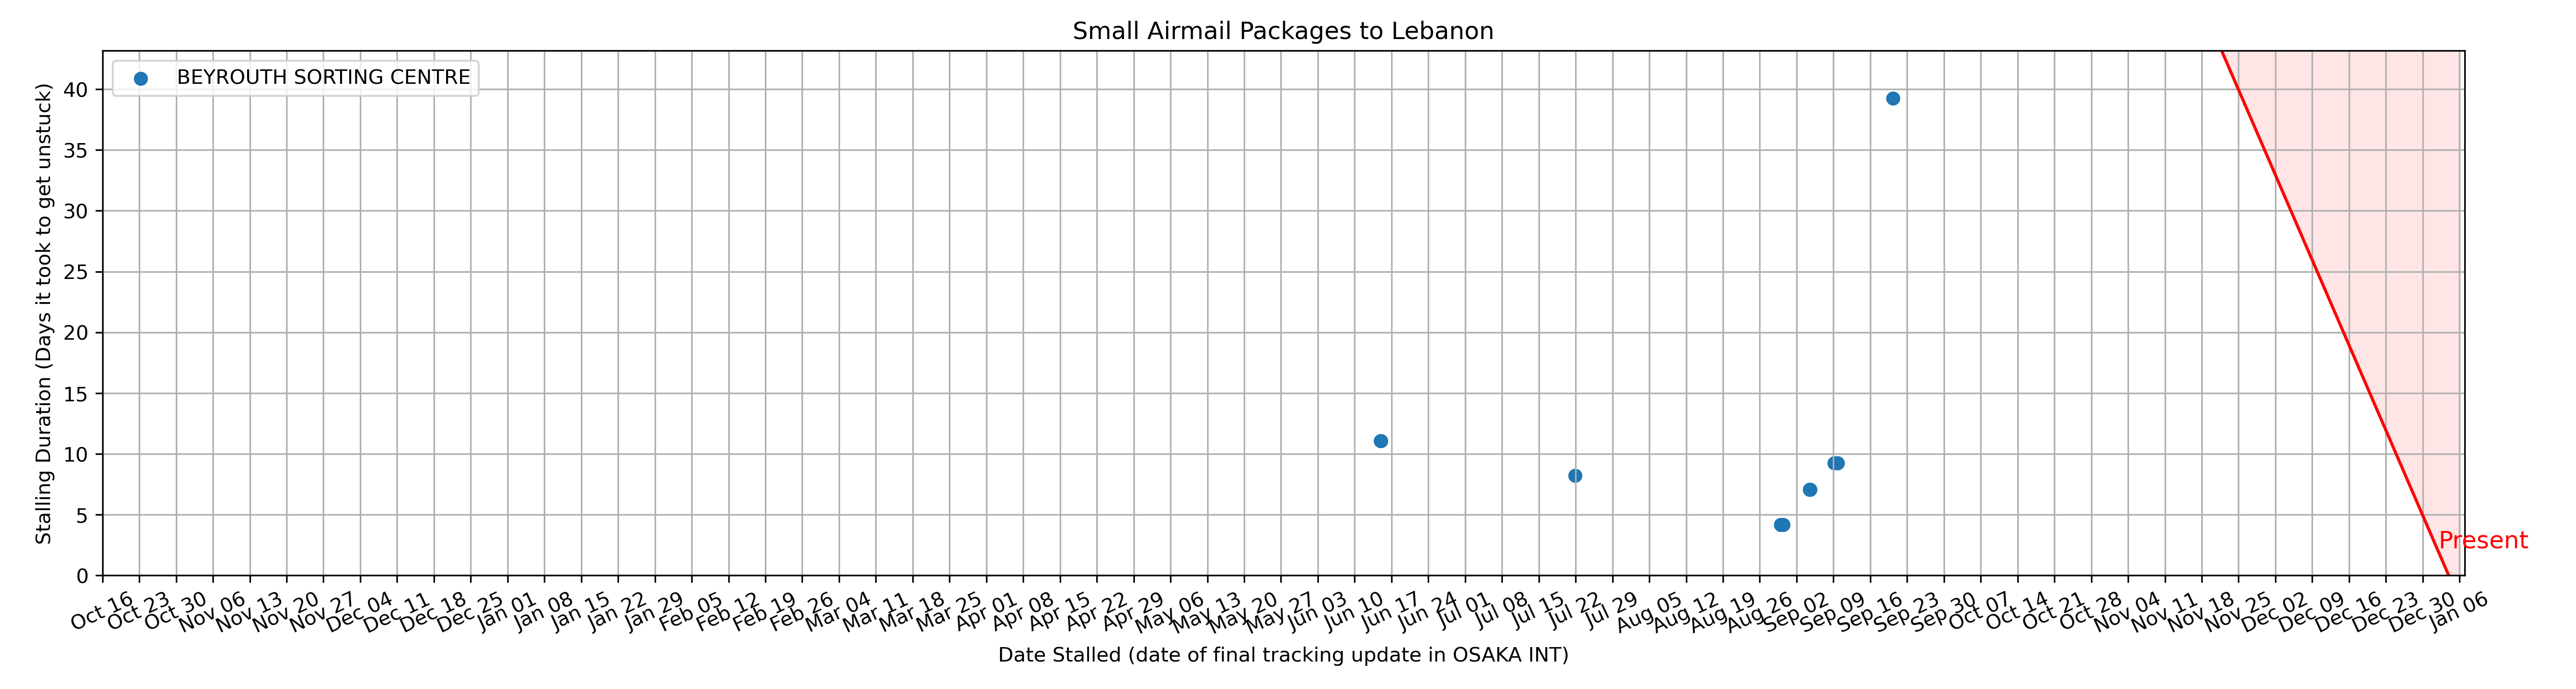 Small Airmail Packages to Lebanon
BEYROUTH SORTING CENTRE
Stalling Duration (Days it took to get unstuck)
40
35
30
25
20
15
10
5
0
Present
Oct 16
Oct 23
Oct 30
Nov 06
Nov 13
Nov 20
Nov 27
Dec 04
Dec 11
Dec 18
Dec 25
Jan 01
Jan 08
Jan 15
Jan 22
Jan 29
Feb 05
Feb 12
Feb 19
Feb 26
Mar 04
Mar 11
Mar 18
Mar 25
Apr 01
Apr 08
Apr 15
Apr 22
Apr 29
May 06
May 13
May 20
May 27
Jun 03
Jun 10
Jun 17
Jun 24
Jul 01
Jul 08
Jul 15
Jul 22
Jul 29
Aug 05
Aug 12
Aug 19
Aug 26
Sep 02
Sep 09
Sep 16
Sep 23
Sep 30
Oct 07
Oct 14
Oct 21
Oct 28
Nov 04
Nov 11
Nov 18
Nov 25
Dec 02
Dec 09
Dec 16
Dec 23
Dec 30
Jan 06
Date Stalled (date of final tracking update in OSAKA INT)